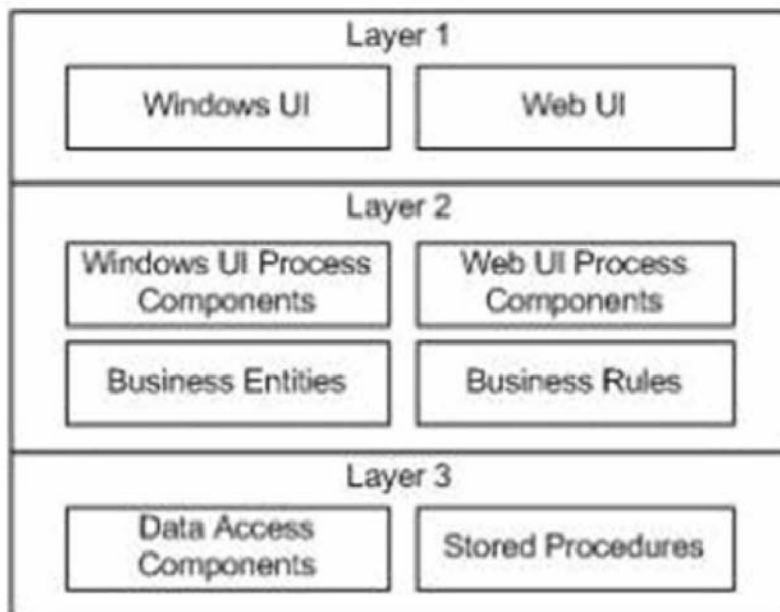 Layer 1
Windows UI
Web UI
Layer 2
Windows UI Process
Components
Web UI Process
Components
Business Entities
Business Rules
Layer 3
Data Access
Components
Stored Procedures